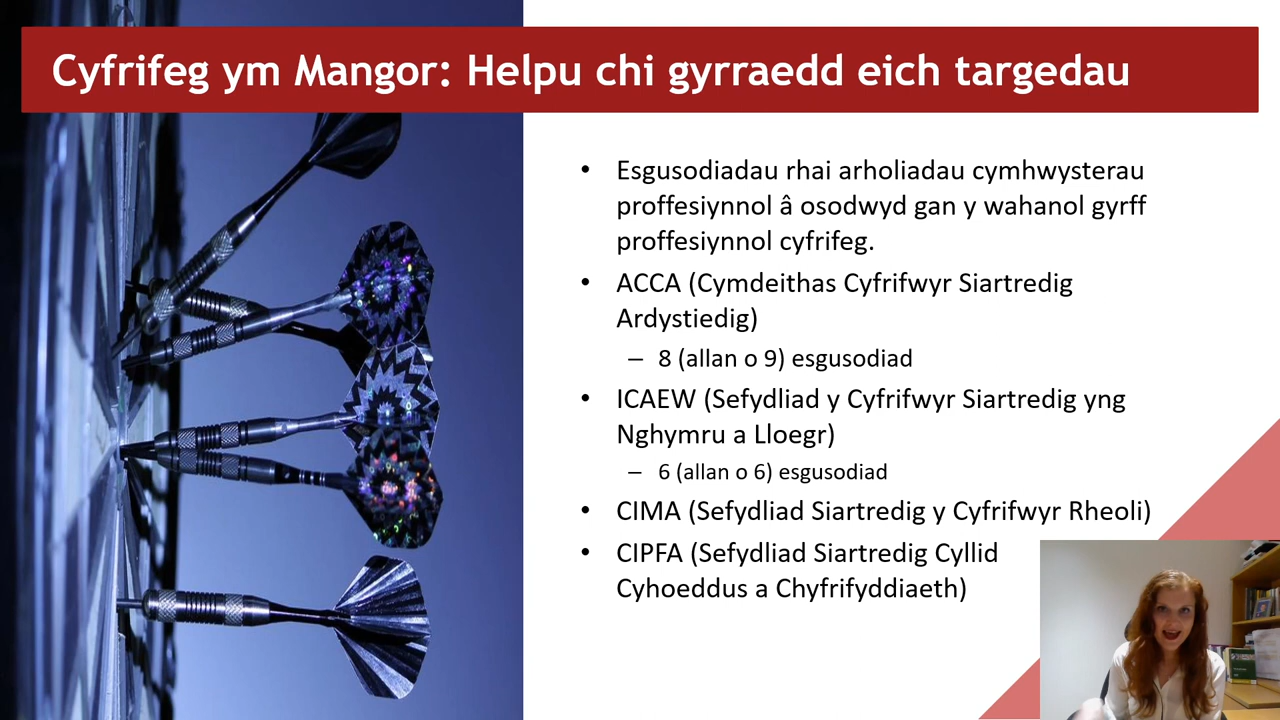 Cyfrifeg ym Mangor: Helpu chi gyrraedd eich targedau
• Esgusodiadau rhai arholiadau cymhwysterau
proffesiynnol â osodwyd gan y wahanol gyrff
proffesiynnol cyfrifeg.
• ACCA (Cymdeithas Cyfrifwyr Siartredig
Ardystiedig)
– 8 (allan o 9) esgusodiad
• ICAEW (Sefydliad y Cyfrifwyr Siartredig yng
Nghymru a Lloegr)
– 6 (allan o 6) esgusodiad
• CIMA (Sefydliad Siartredig y Cyfrifwyr Rheoli)
• CIPFA (Sefydliad Siartredig Cyllid
Cyhoeddus a Chyfrifyddiaeth)